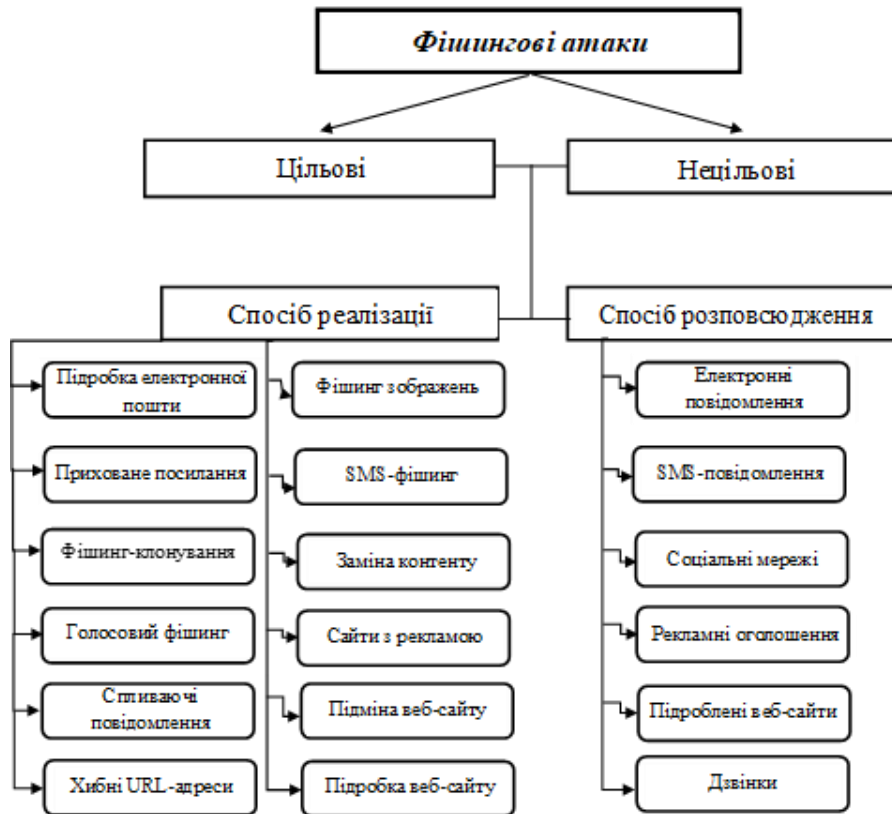 Фішингові атаки
Цільові
Нецільові
Спосіб реалізації
Спосіб розповсюдження
Підробка електронної
пошти
Приховане посилання
Фішинг-клонування
Голосовий фішинг
Спливаючі
повідомлення
Хибні URL-адреси
Фішинг зображень
SMS-фішинг
Заміна контенту
Сайти з рекламою
Підміна веб-сайту
Підробка веб-сайту
Електронні
повідомлення
SMS-повідомлення
Соціальні мережі
Рекламні оголошення
Підроблені веб-сайти
Дзвінки